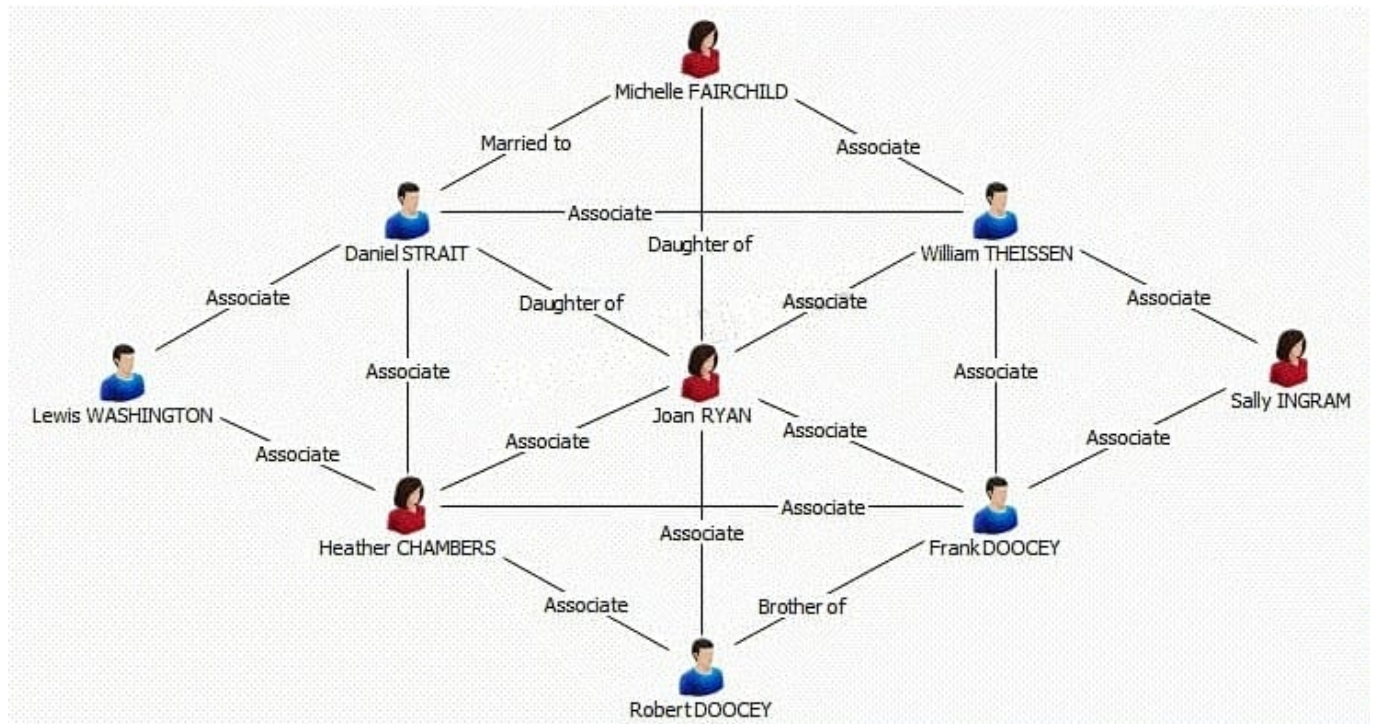 Michelle FAIRCHILD
Married to
Associate
Associate
Daughter of
Daniel STRAIT
William THEISSEN
Associate
Daughter of
Associate
Associate
Associate
Associate
Sally INGRAM
Lewis WASHINGTON
Joan RYAN
Associate
Associate
Associate
Associate
Associate
Associate
Heather CHAMBERS
Frank DOOCEY
Associate
Brother of
Robert DOOCEY